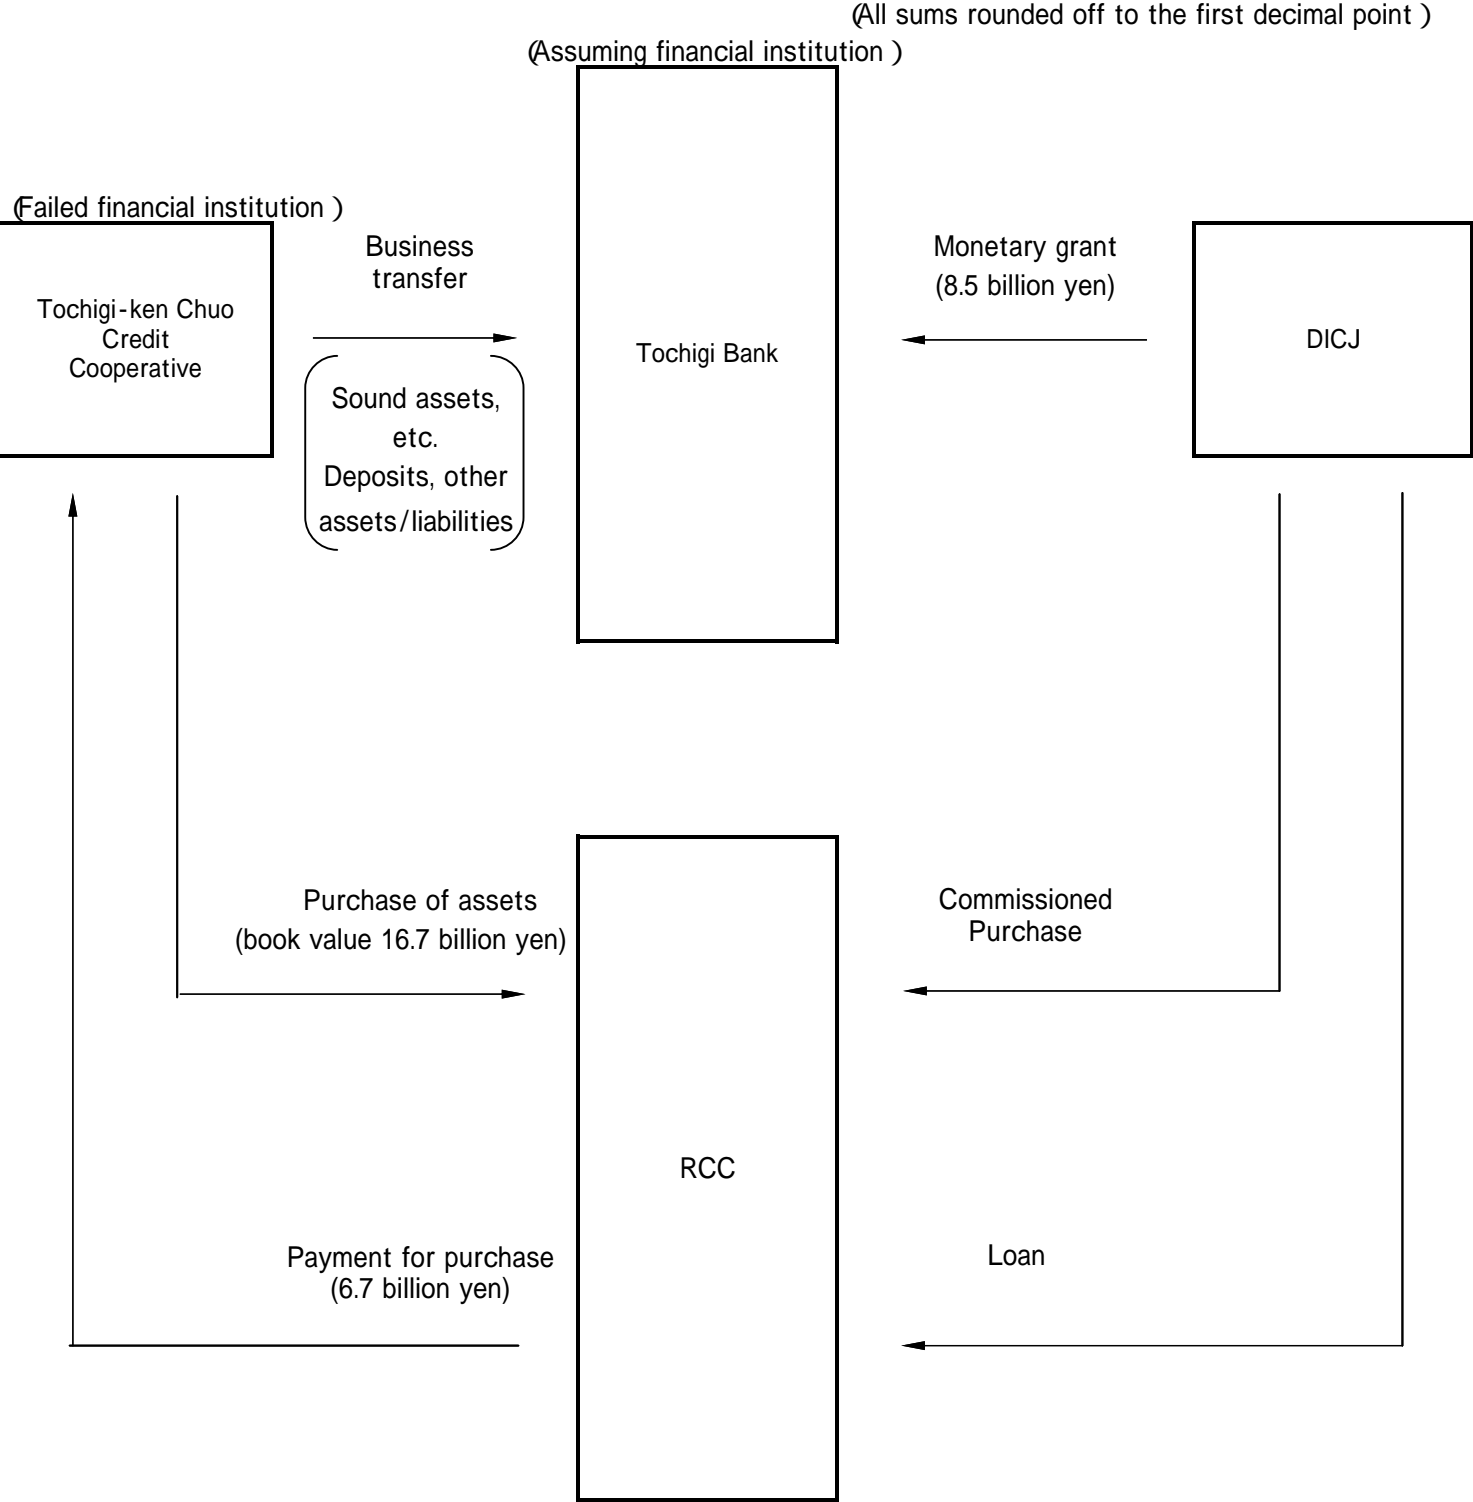 (All sums rounded off to the first decimal point)
(Assuming financial institution)
(Failed financial institution)
Tochigi-ken Chuo
Credit
Cooperative
Business
transfer
Sound assets,
etc.
Deposits, other
assets/liabilities
Tochigi Bank
Monetary grant
(8.5 billion yen)
DICJ
Purchase of assets
(book value 16.7 billion yen)
Commissioned
Purchase
RCC
Payment for purchase
(6.7 billion yen)
Loan